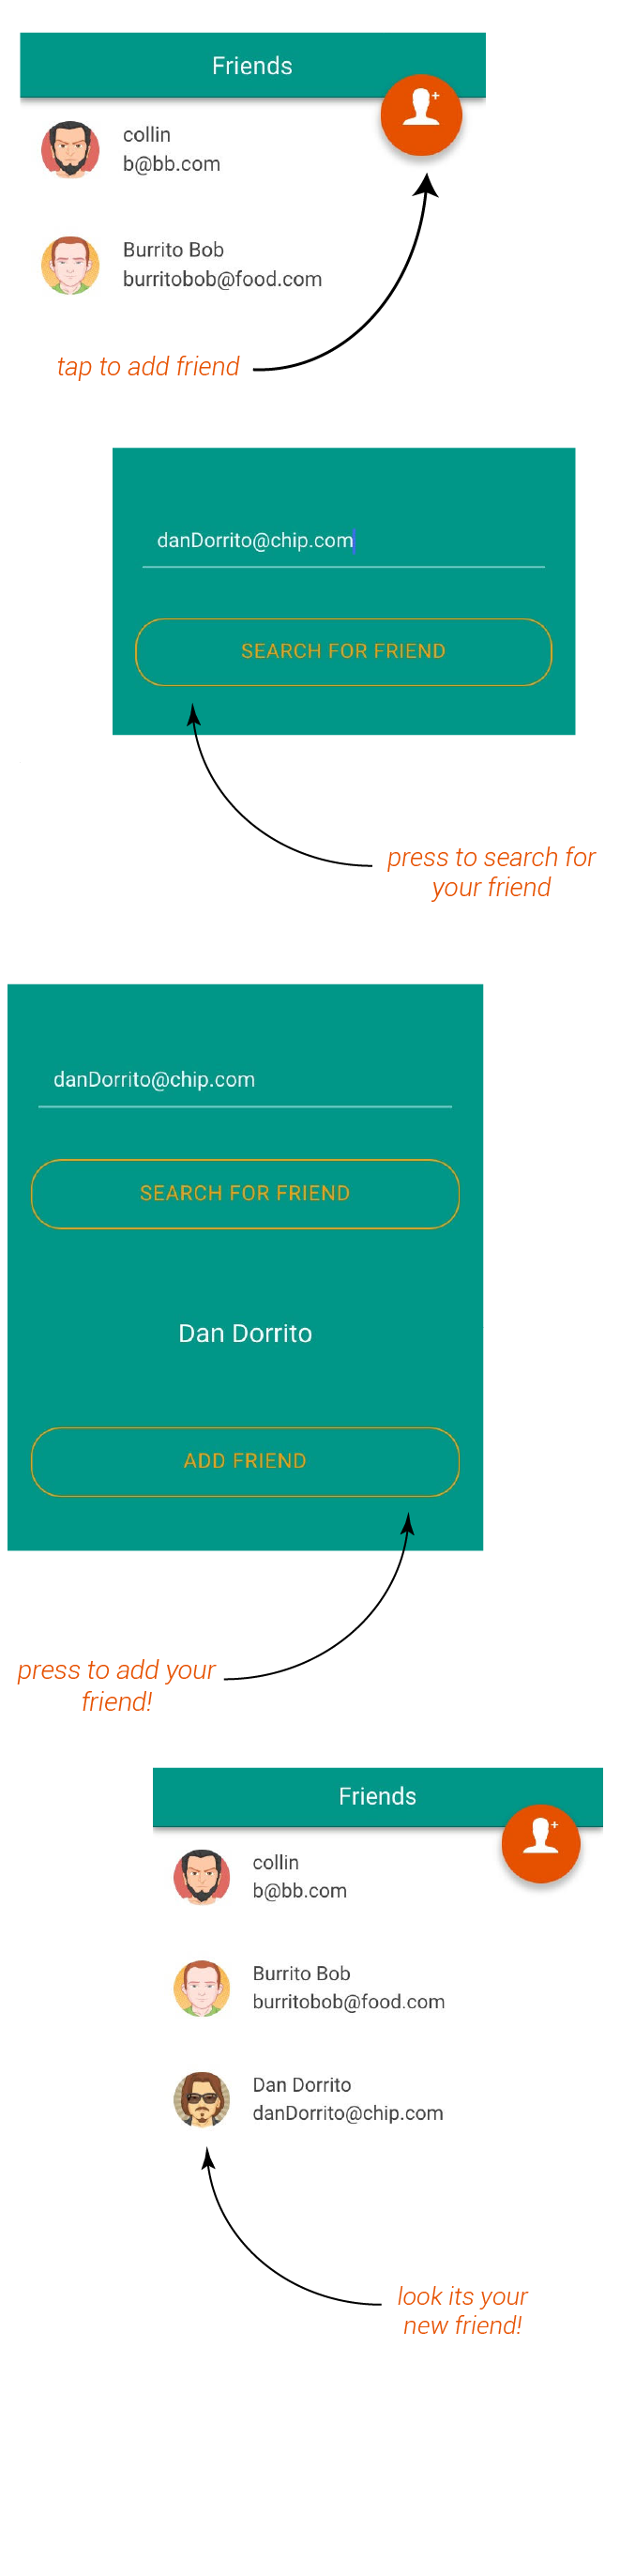 Friends
collin
b@bb.com
Burrito Bob
burritobob@food.com
tap to add friend
danDorrito@chip.com
SEARCH FOR FRIEND
press to search for
your friend
danDorrito@chip.com
SEARCH FOR FRIEND
Dan Dorrito
ADD FRIEND
press to add your
friend!
Friends
collin
b@bb.com
Burrito Bob
burritobob@food.com
Dan Dorrito
danDorrito@chip.com
look its your
new friend!